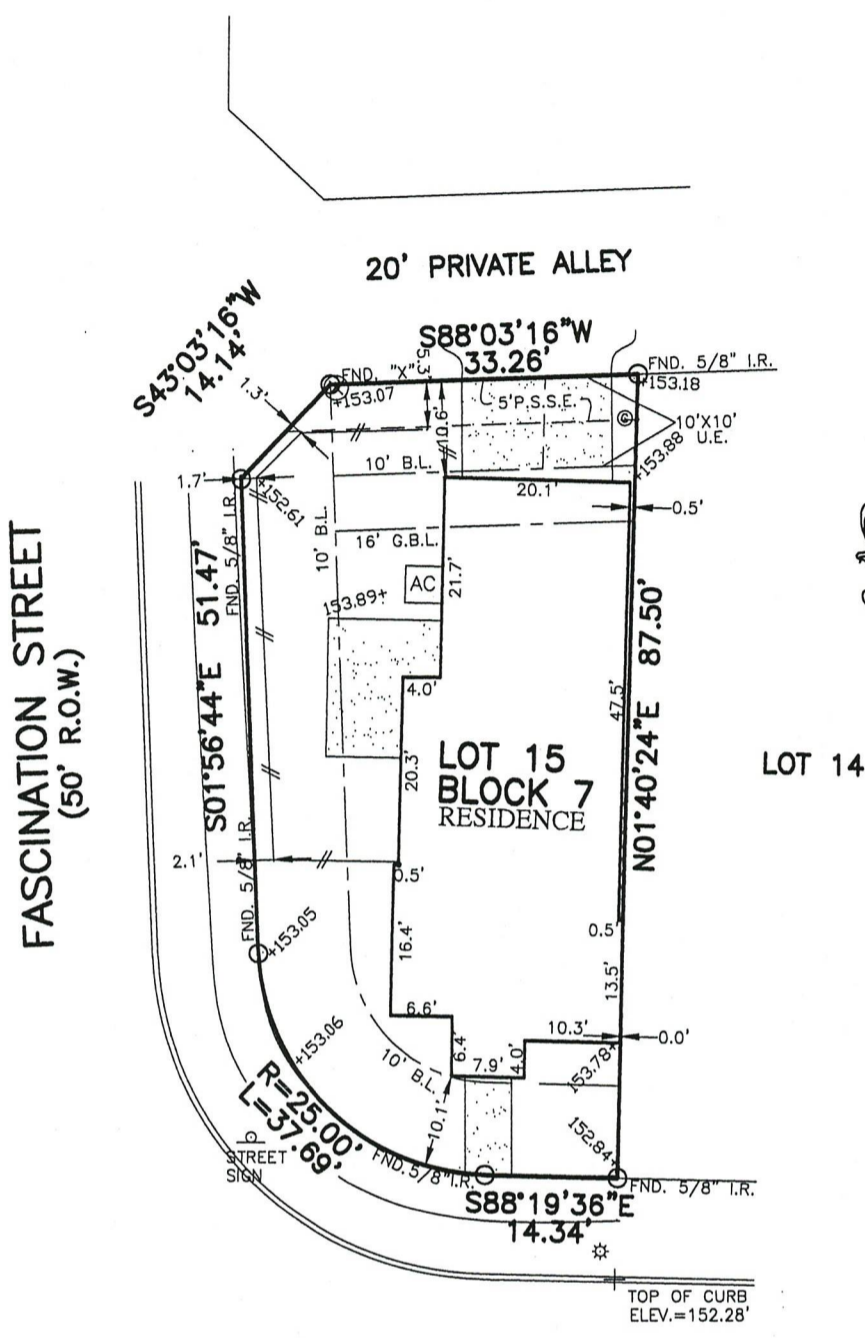 20' PRIVATE ALLEY
S43°03'16"W
14.14'
S88°03'16"W
33.26'
5.3'
FND. "X"
+153.07
FND. 5/8" I.R.
+153.18
1.3'
5'P.S.S.E.
10'X10'
U.E.
10.6'
G
+153.88
10' B.L.
1.7'
+152.61
20.1'
0.5'
FND. 5/8" I.R.
10' B.L.
16' G.B.L.
AC
21.7'
153.89+
S01°56'44"E 51.47'
FASCINATION STREET
(50' R.O.W.)
4.0'
20.3'
47.5'
N01°40'24"E 87.50'
LOT 15
BLOCK 7
RESIDENCE
LOT 14
2.1'
FND. 5/8" I.R.
0.5'
+153.05
16.4'
0.5'
13.5'
6.6'
10.3'
0.0'
+153.06
6.4'
7.9'
4.0'
153.78+
10' B.L.
10.1'
R=25.00'
L=37.69'
152.84+
STREET
SIGN
FND. 5/8" I.R.
FND. 5/8" I.R.
S88°19'36"E
14.34'
TOP OF CURB
ELEV.=152.28'